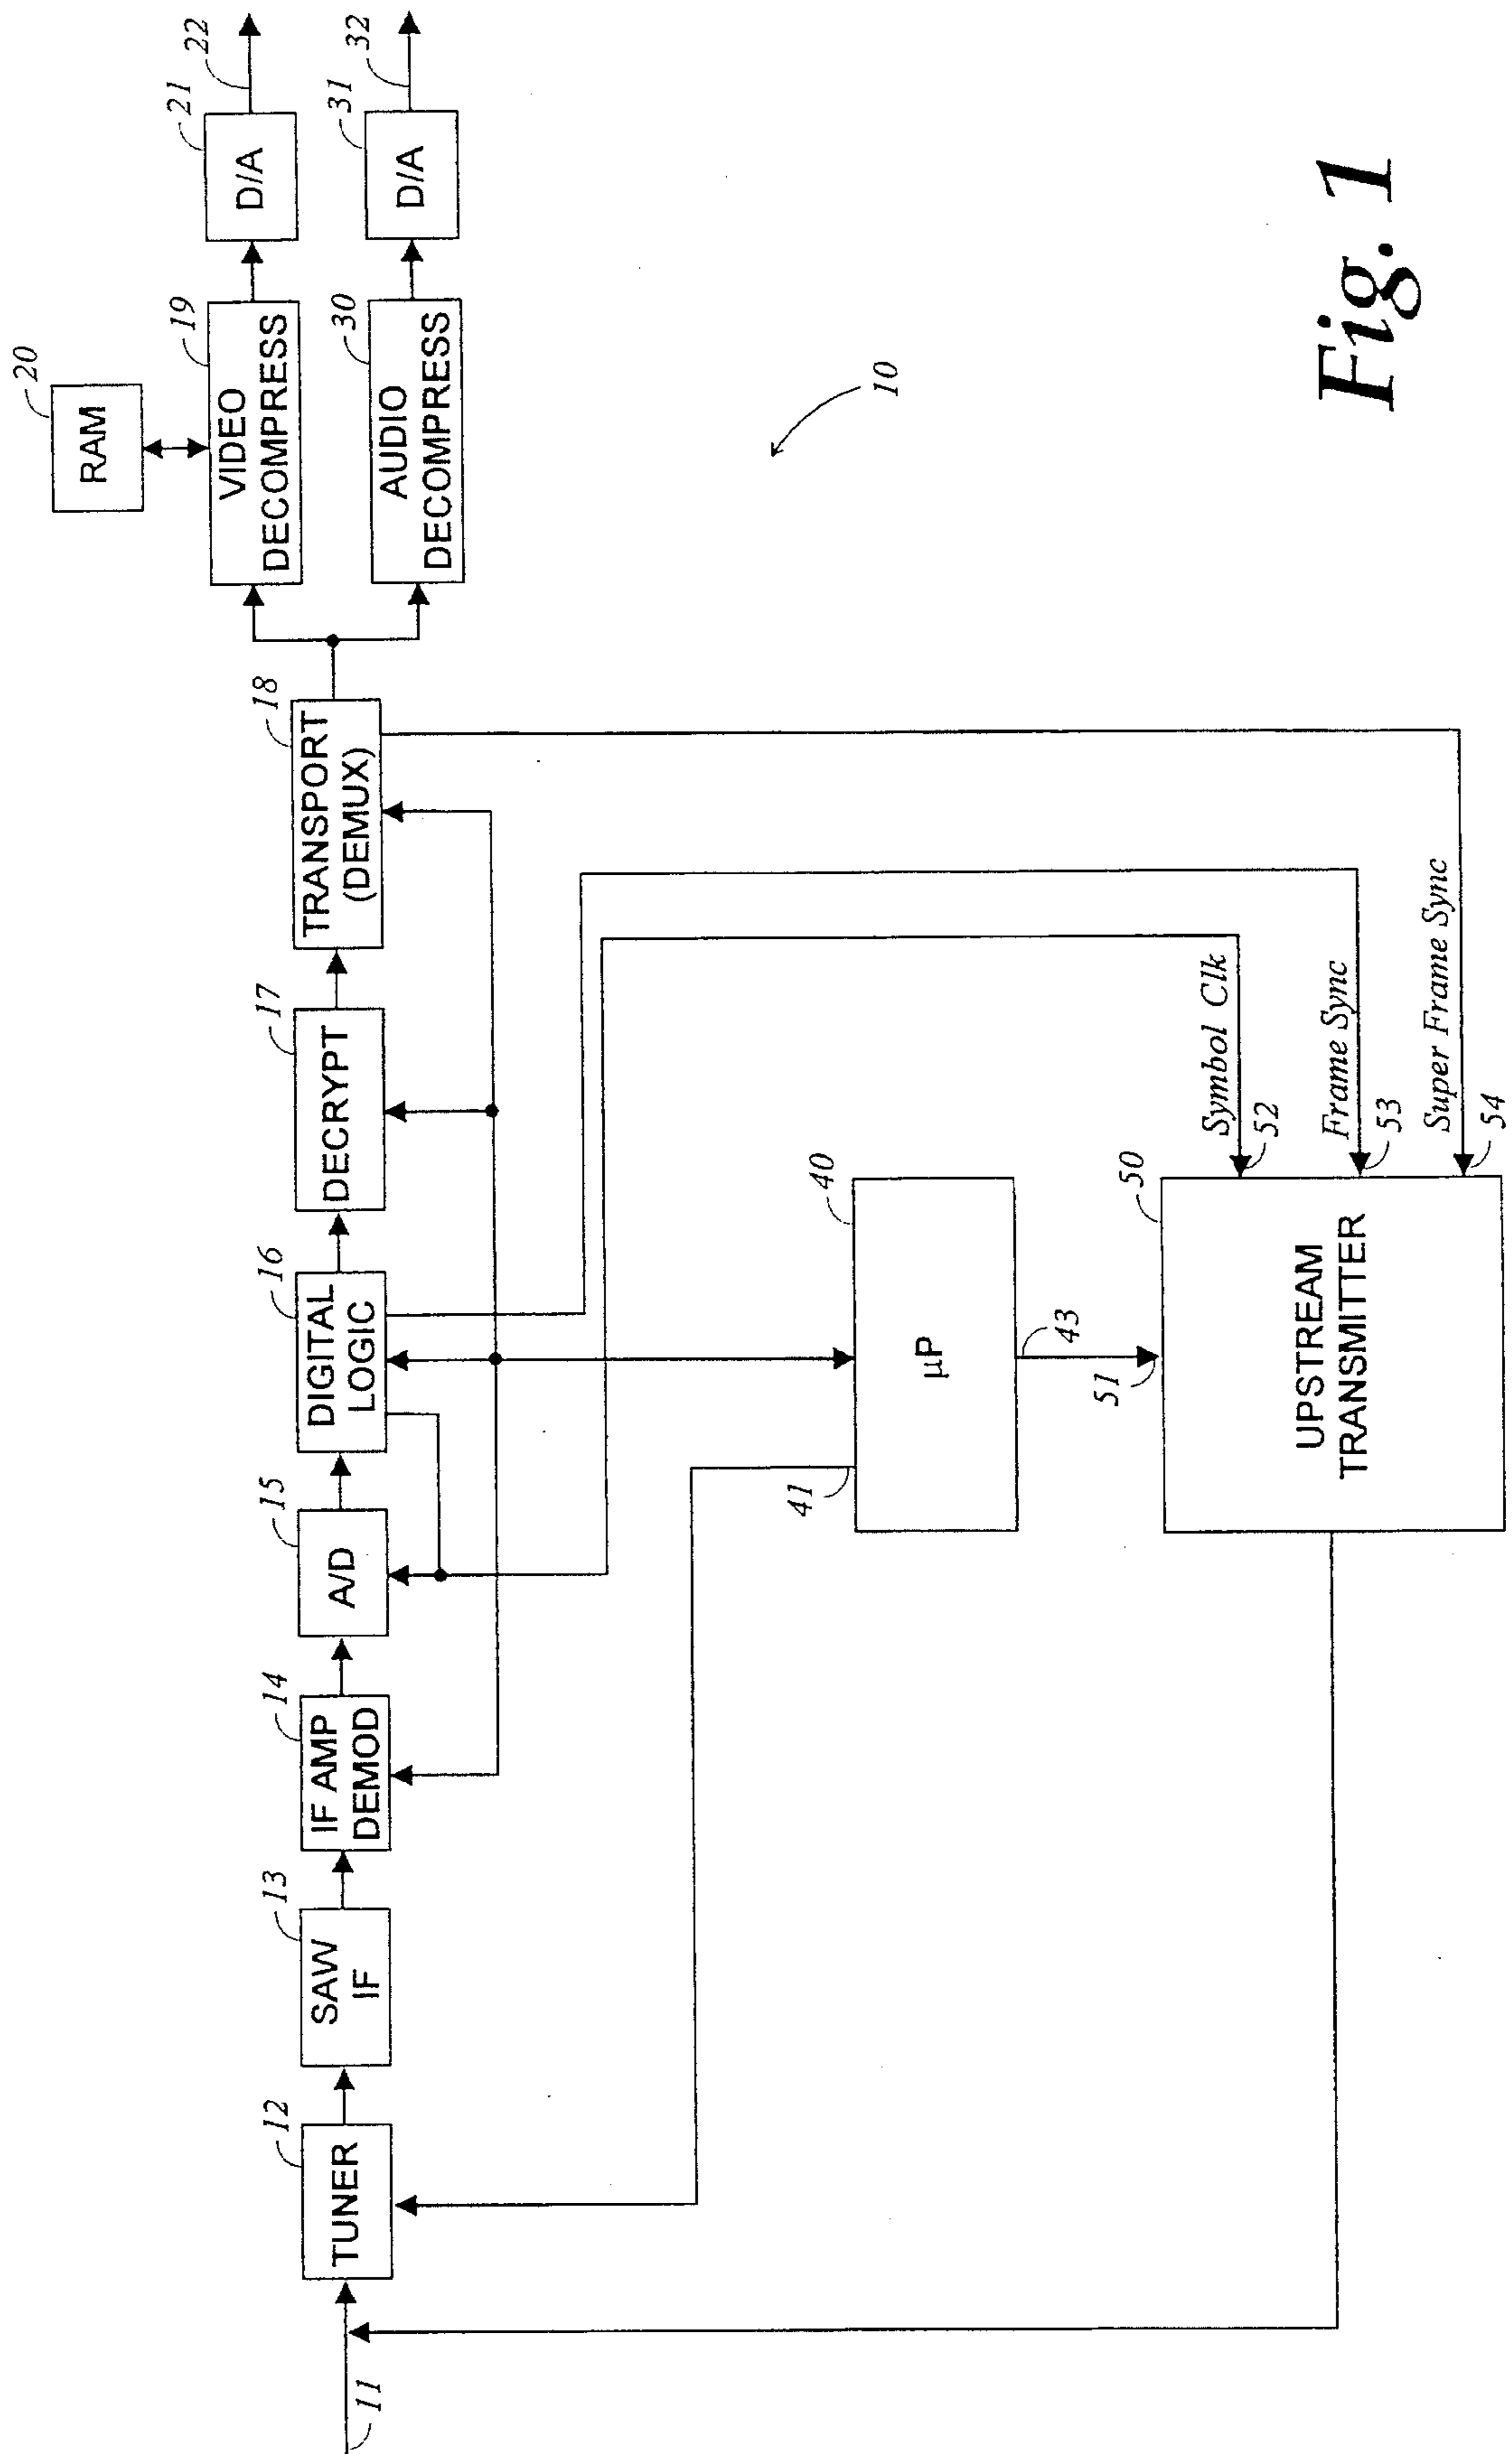 20
RAM
19
VIDEO
DECOMPRESS
21
D/A
22
30
AUDIO
DECOMPRESS
31
D/A
32
11
12
TUNER
13
SAW
IF
14
IF AMP
DEMOD
15
A/D
16
DIGITAL
LOGIC
17
DECRYPT
18
TRANSPORT
(DEMUX)
10
41
40
μP
43
51
50
UPSTREAM
TRANSMITTER
Symbol Clk
52
Frame Sync
53
Super Frame Sync
54
Fig. 1